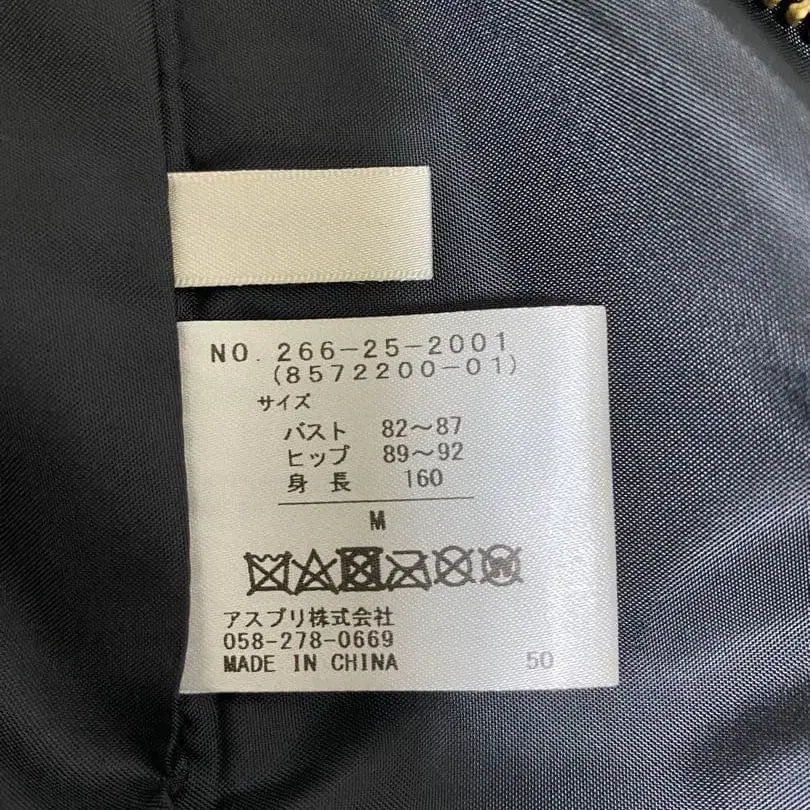 NO. 266-25-2001
(8572200-01)
サイズ
バスト 82〜87
ヒップ 89〜92
身長 160
M
アスプリ株式会社
058-278-0669
MADE IN CHINA 50